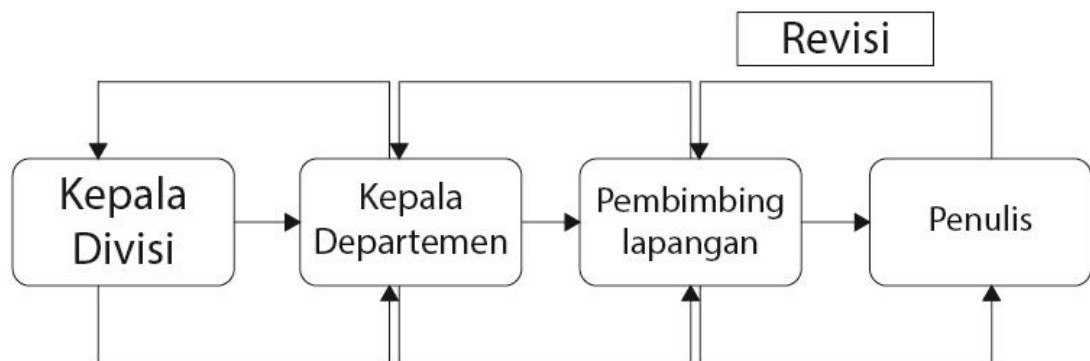 Revisi
Kepala
Divisi
Kepala
Departemen
Pembimbing
lapangan
Penulis